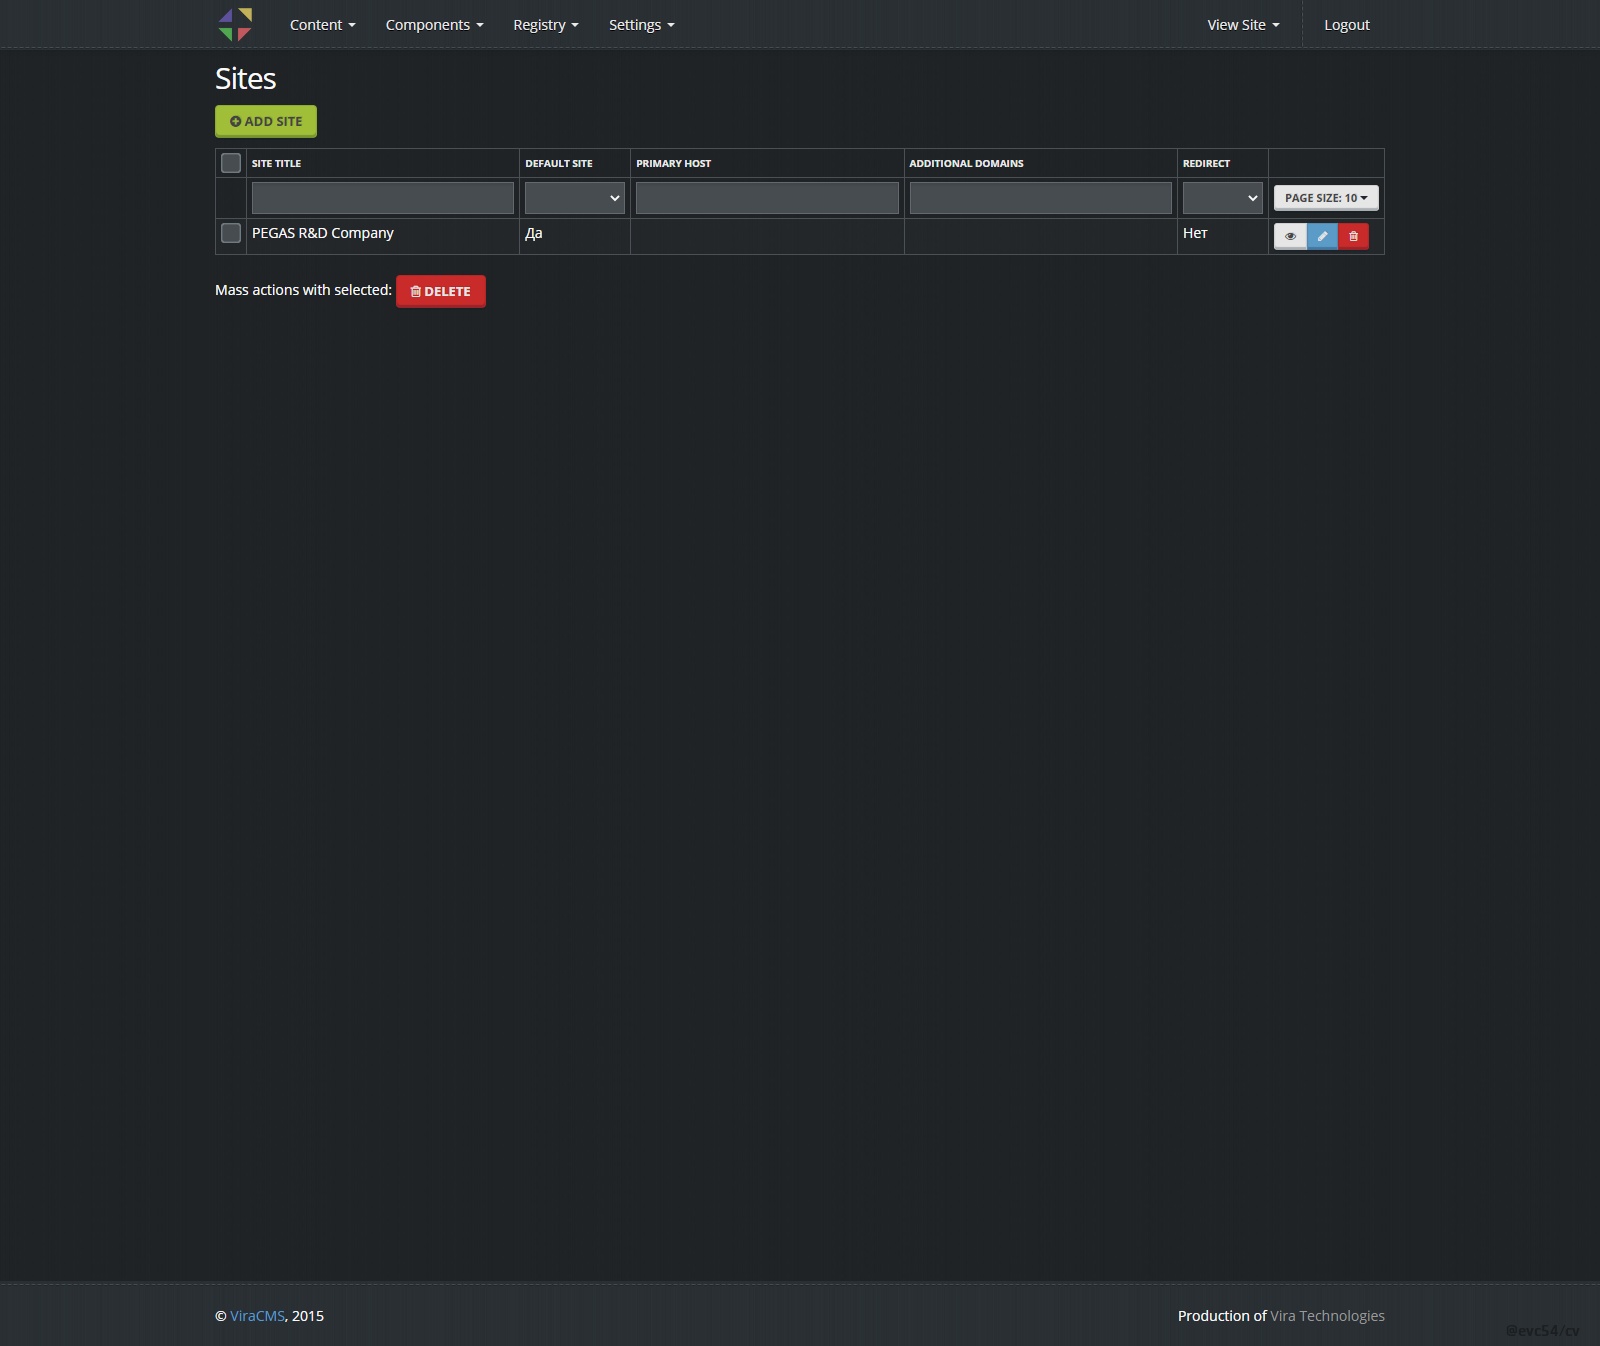 Content Components Registry Settings View Site Logout
Sites
ADD SITE
SITE TITLE DEFAULT SITE PRIMARY HOST ADDITIONAL DOMAINS REDIRECT
PAGE SIZE: 10
PEGAS R&D Company Да Нет
Mass actions with selected: DELETE
© ViraCMS, 2015 Production of Vira Technologies
@evc54/cv